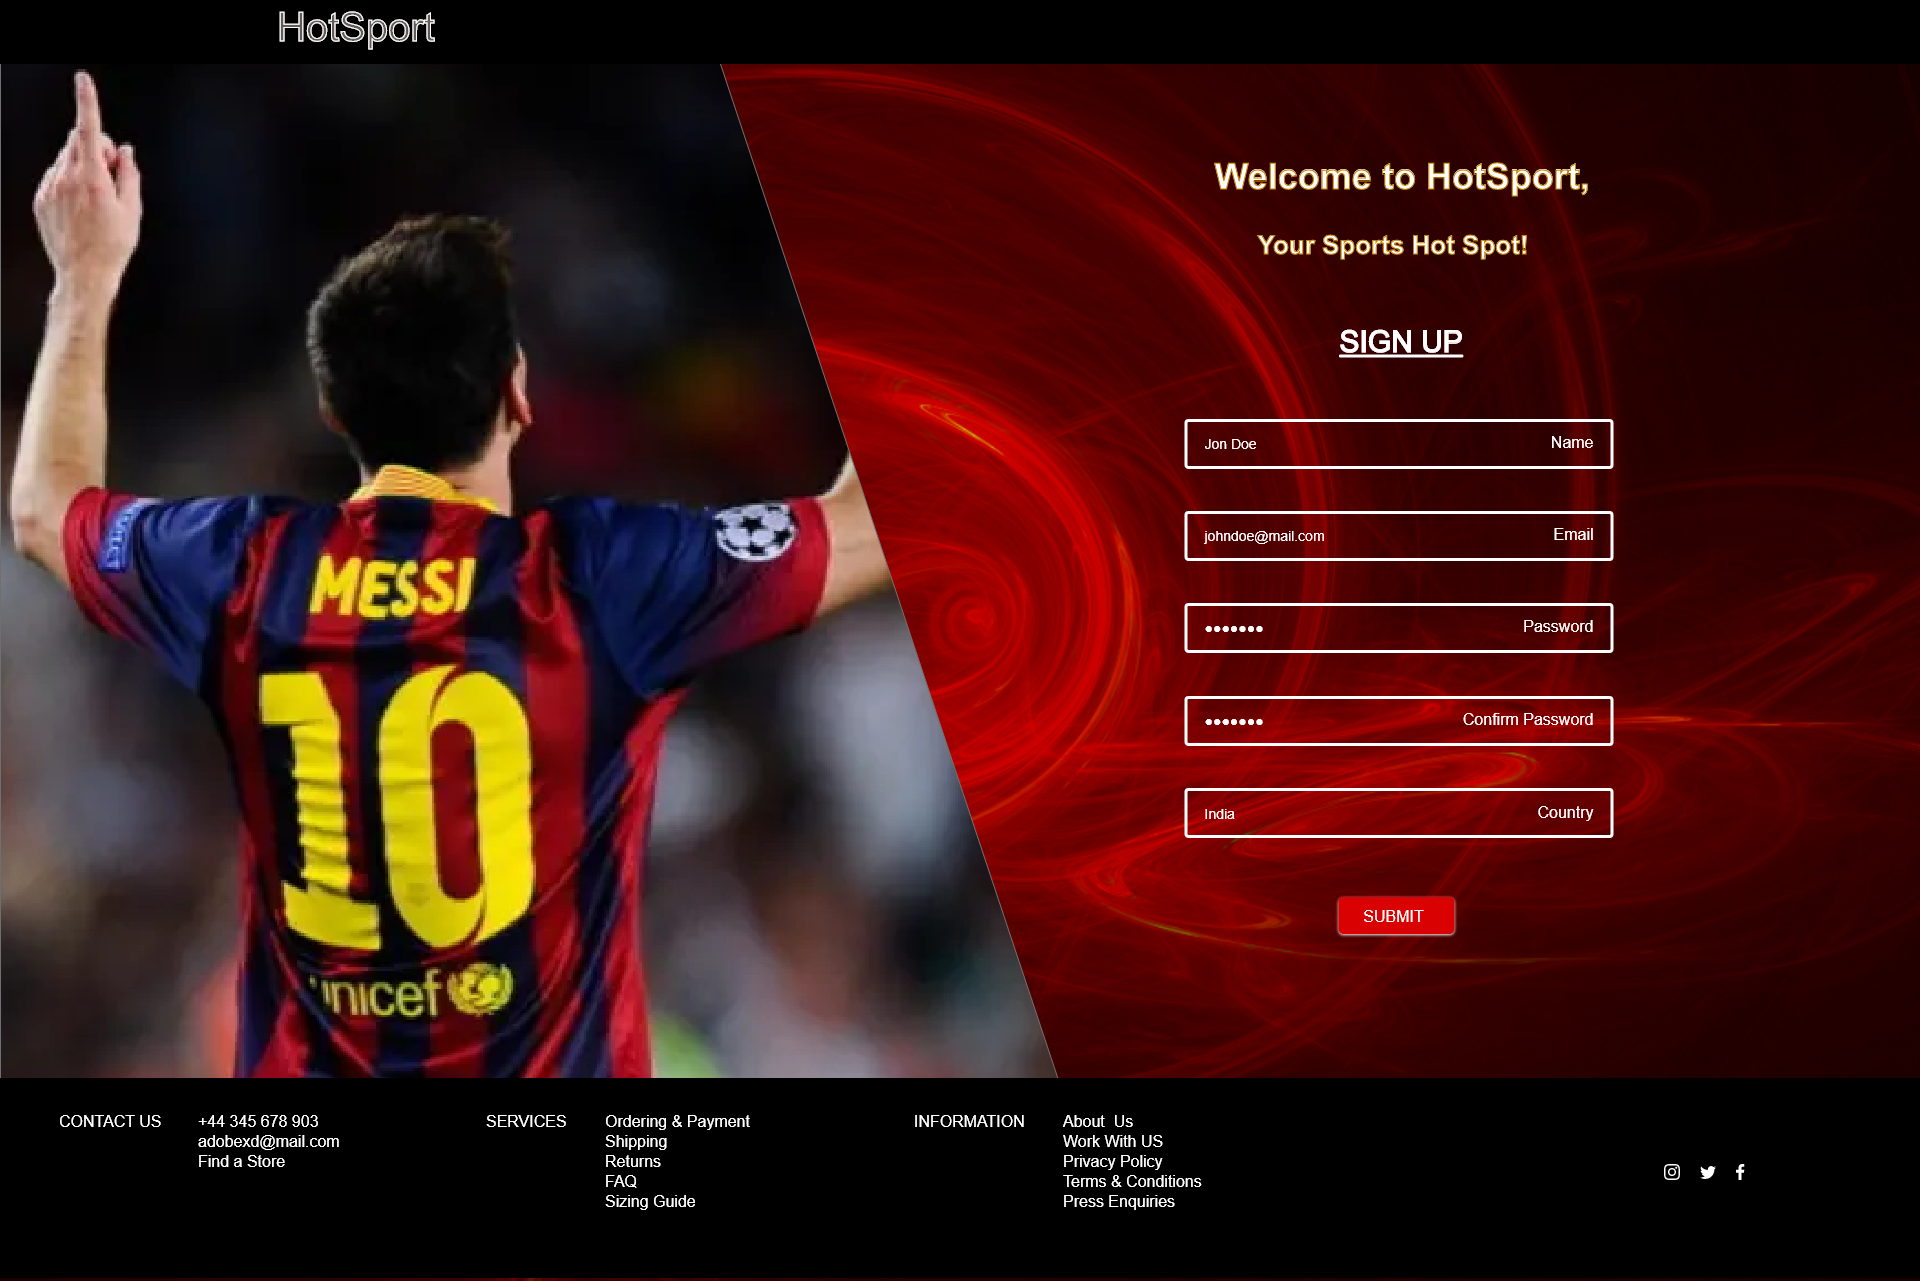 HotSport
MESSI
10
unicef
Welcome to HotSport,
Your Sports Hot Spot!
SIGN UP
Jon Doe Name
johndoe@mail.com Email
••••••• Password
••••••• Confirm Password
India Country
SUBMIT
CONTACT US
+44 345 678 903
adobexd@mail.com
Find a Store
SERVICES
Ordering & Payment
Shipping
Returns
FAQ
Sizing Guide
INFORMATION
About  Us
Work With US
Privacy Policy
Terms & Conditions
Press Enquiries